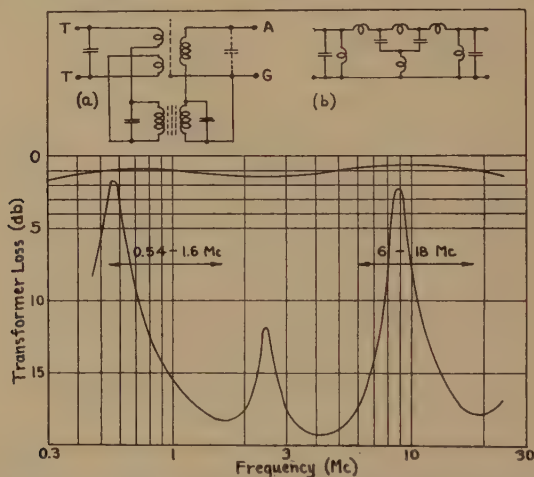 T
A
T
G
(a)
(b)
0
5
10
15
Transformer Loss (db)
0.54-1.6 Mc
6 - 18 Mc
0.3
1
3
10
30
Frequency (Mc)